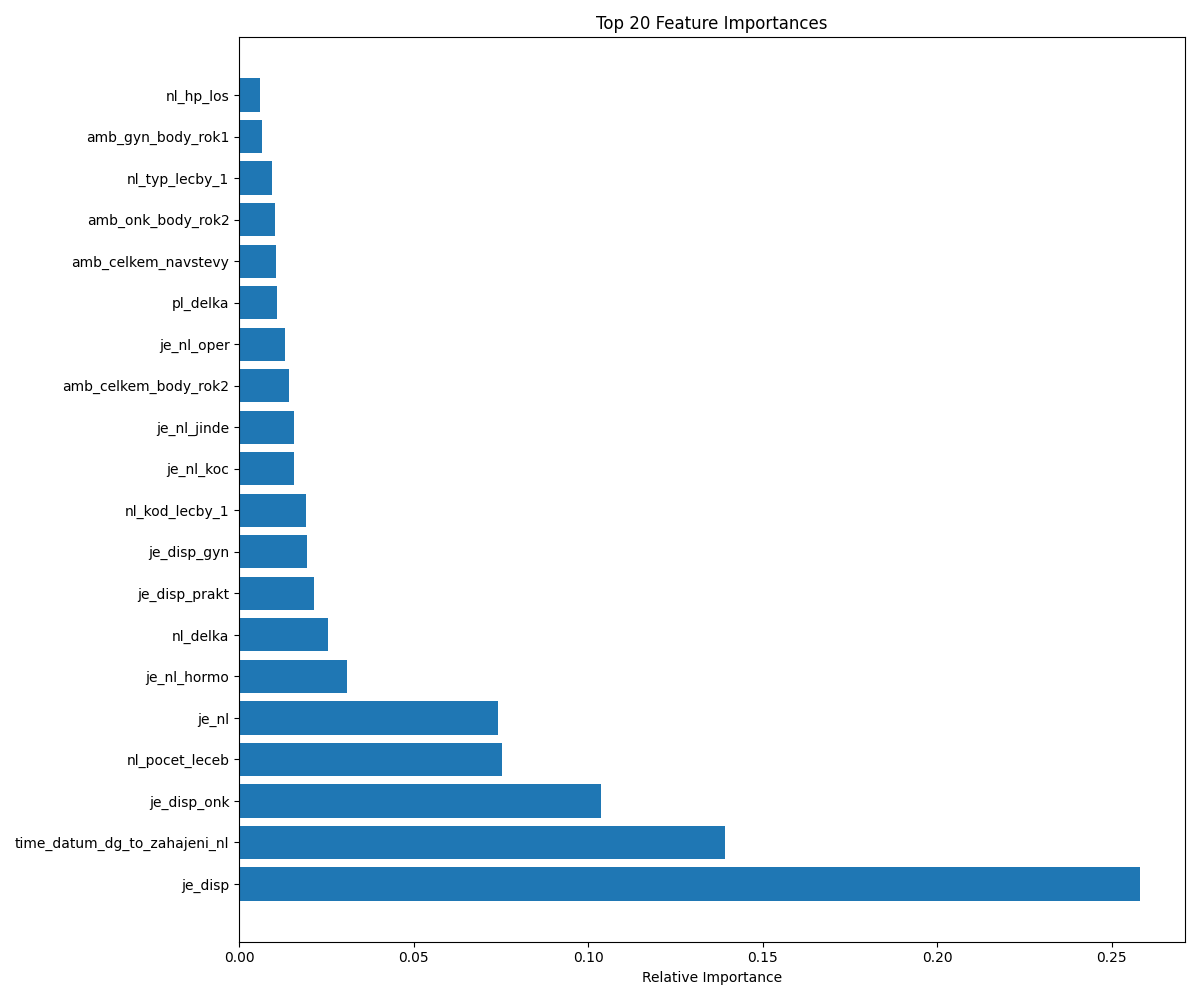 Top 20 Feature Importances
nl_hp_los
amb_gyn_body_rok1
nl_typ_lecby_1
amb_onk_body_rok2
amb_celkem_navstevy
pl_delka
je_nl_oper
amb_celkem_body_rok2
je_nl_jinde
je_nl_koc
nl_kod_lecby_1
je_disp_gyn
je_disp_prakt
nl_delka
je_nl_hormo
je_nl
nl_pocet_leceb
je_disp_onk
time_datum_dg_to_zahajeni_nl
je_disp
0.00 0.05 0.10 0.15 0.20 0.25
Relative Importance